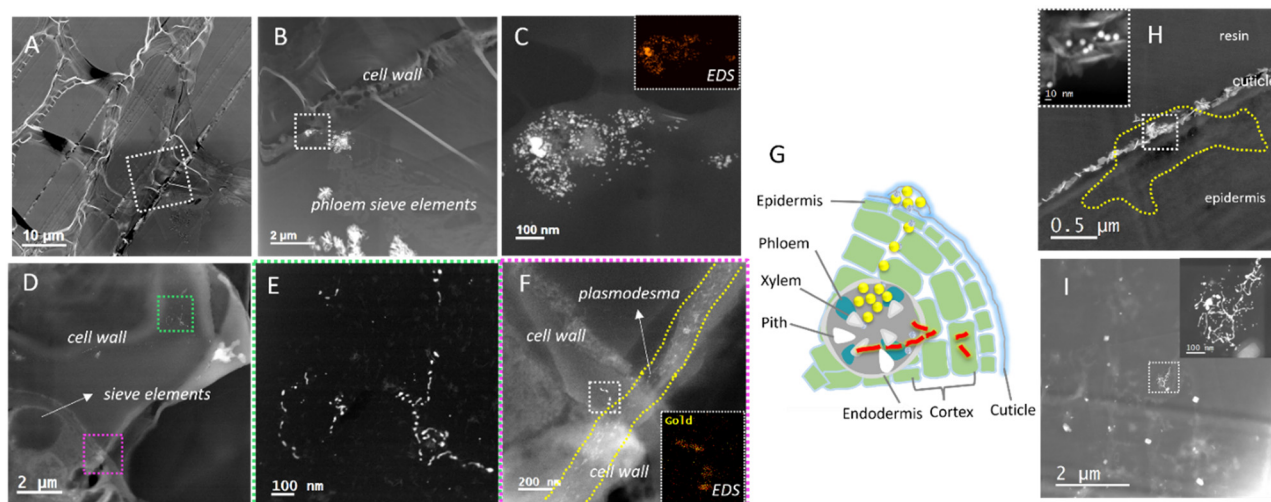 A
10 µm
B
cell wall
phloem sieve elements
2 µm
C
EDS
100 nm
D
cell wall
sieve elements
2 µm
E
100 nm
F
plasmodesma
cell wall
cell wall
Gold
EDS
200 nm
G
Epidermis
Phloem
Xylem
Pith
Endodermis
Cortex
Cuticle
H
resin
cuticle
10 nm
epidermis
0.5 µm
I
100 nm
2 µm